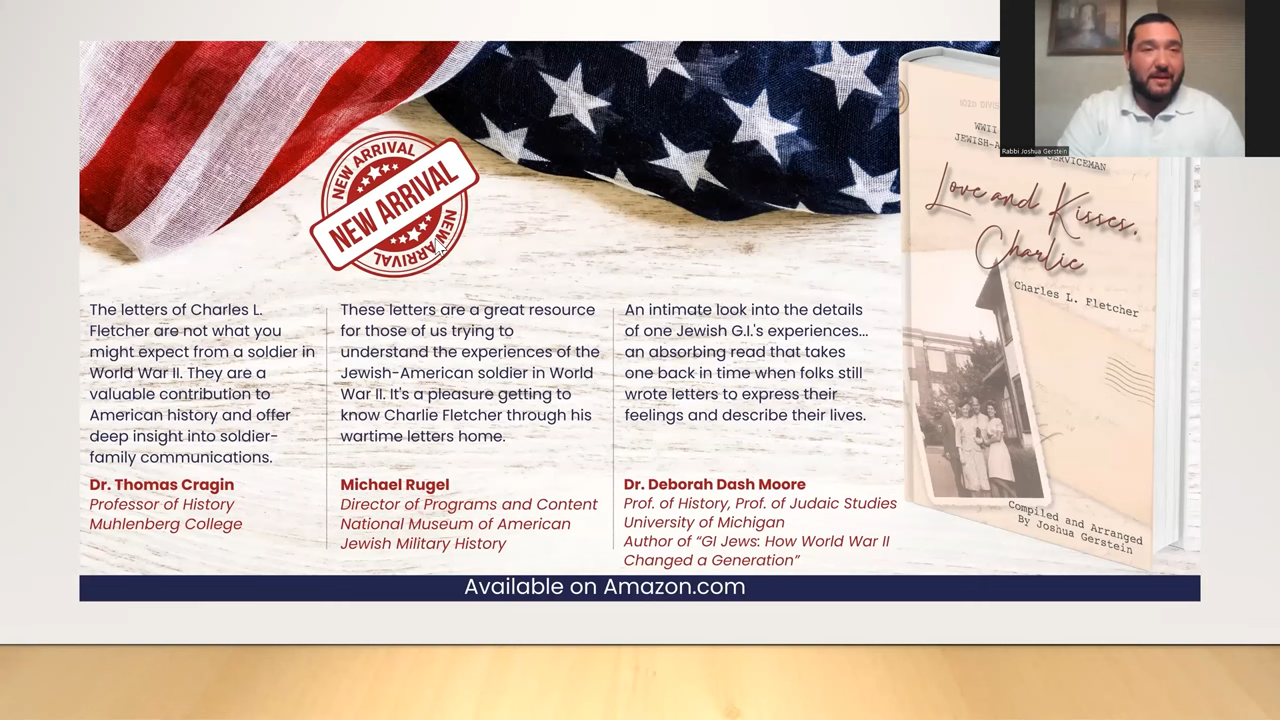 NEW ARRIVAL
NEW ARRIVAL
NEW ARRIVAL
The letters of Charles L.
Fletcher are not what you
might expect from a soldier in
World War II. They are a
valuable contribution to
American history and offer
deep insight into soldier-
family communications.
Dr. Thomas Cragin
Professor of History
Muhlenberg College
These letters are a great resource
for those of us trying to
understand the experiences of the
Jewish-American soldier in World
War II. It's a pleasure getting to
know Charlie Fletcher through his
wartime letters home.
Michael Rugel
Director of Programs and Content
National Museum of American
Jewish Military History
An intimate look into the details
of one Jewish G.I.'s experiences...
an absorbing read that takes
one back in time when folks still
wrote letters to express their
feelings and describe their lives.
Dr. Deborah Dash Moore
Prof. of History, Prof. of Judaic Studies
University of Michigan
Author of “GI Jews: How World War II
Changed a Generation”
WWII
SERVICEMAN
Love and Kisses,
Charlie
Charles L. Fletcher
Compiled and Arranged
By Joshua Gerstein
Rabbi Joshua Gerstein
Available on Amazon.com